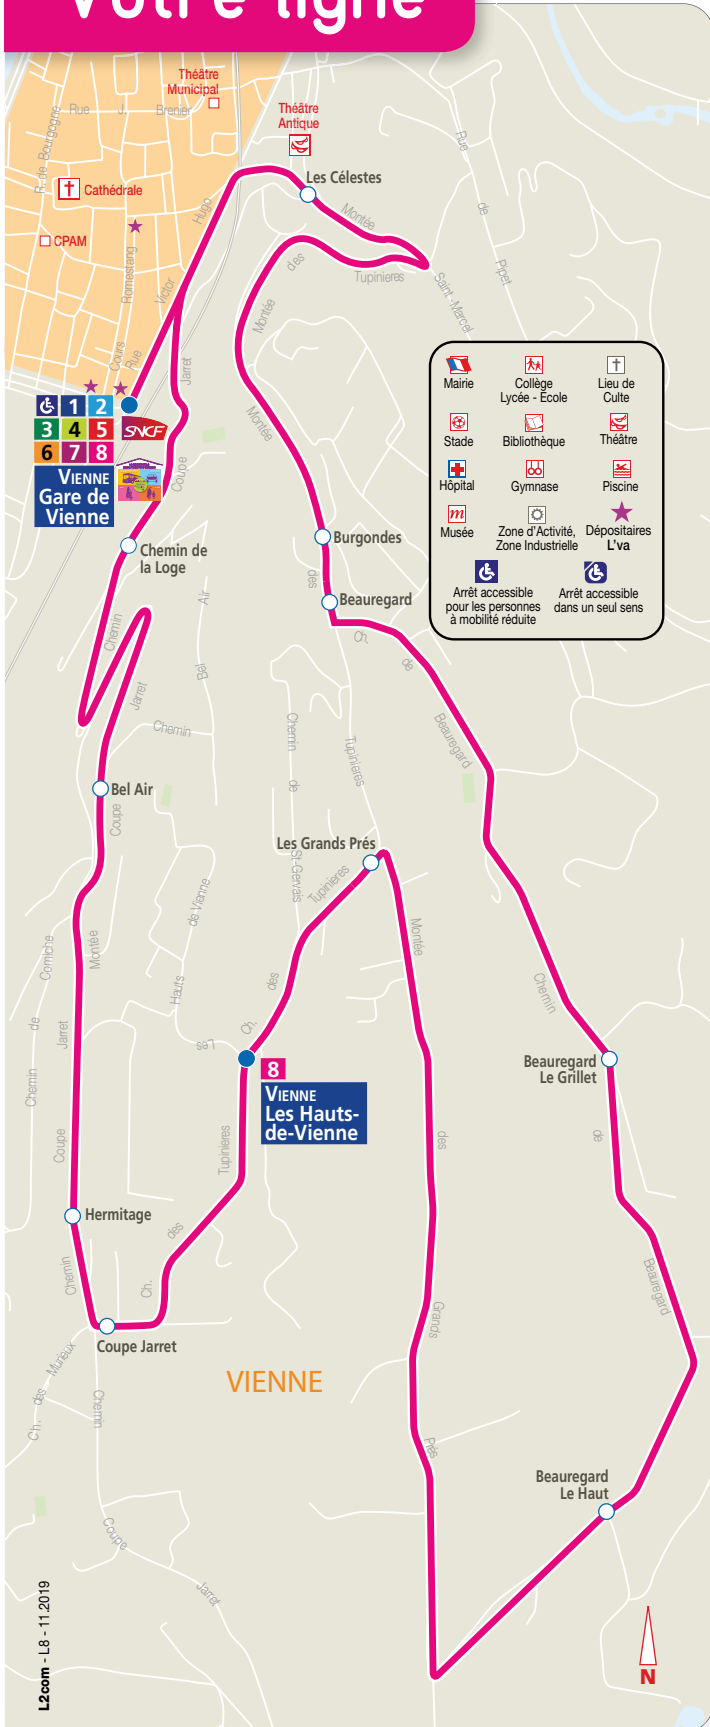 Votre ligne
Théâtre
Municipal
Rue J. Brenier
R. de Bourgogne
Théâtre
Antique
Cathédrale
CPAM
Les Célestes
Rue de Pipet
Hugo
Victor
Rue
Romestang
Cours
Montée
Saint-Marcel
Montée
des
Tupinieres
1 2
3 4 5
6 7 8
SNCF
VIENNE
Gare de
Vienne
Jarret
Coupe
Montée
des
Mairie
Collège
Lycée - École
Lieu de
Culte
Stade
Bibliothèque
Théâtre
Hôpital
Gymnase
Piscine
m
Musée
Zone d'Activité,
Zone Industrielle
Dépositaires
L'va
Arrêt accessible
pour les personnes
à mobilité réduite
Arrêt accessible
dans un seul sens
Chemin de
la Loge
Burgondes
Beauregard
Chemin
Jarret
Air
Bel
Chemin
Ch.
de
Beauregard
Chemin
de
St-Gervais
Tupinieres
Bel Air
Coupe
Les Grands Prés
Tupinieres
des
Ch.
de Vienne
Hauts
Les
Montée
Corniche
de
Chemin
Montée
Jarret
Coupe
Chemin
Beauregard
Le Grillet
de
Beauregard
8
VIENNE
Les Hauts-
de-Vienne
des
Grands
Prés
Tupinieres
des
Ch.
Hermitage
Chemin
Coupe Jarret
VIENNE
Ch. des Murieux
Chemin
Coupe
Jarret
Beauregard
Le Haut
L2com - L8 - 11.2019
N